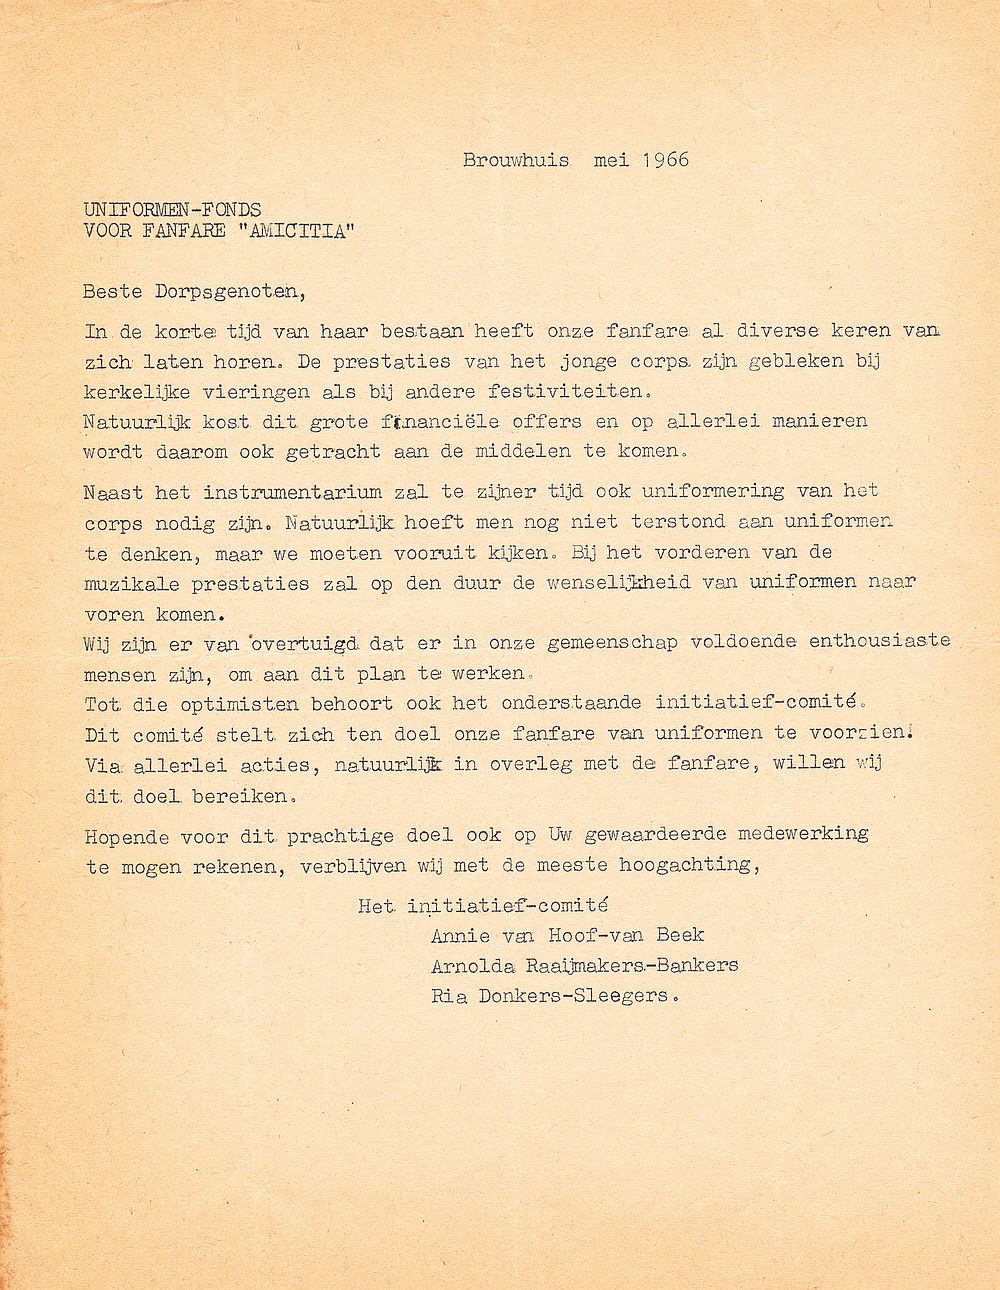 Brouwhuis mei 1966
UNIFORMEN-FONDS
VOOR FANFARE "AMICITIA"
Beste Dorpsgenoten,
In de korte tijd van haar bestaan heeft onze fanfare al diverse keren van
zich laten horen. De prestaties van het jonge corps zijn gebleken bij
kerkelijke vieringen als bij andere festiviteiten.
Natuurlijk kost dit grote financiële offers en op allerlei manieren
wordt daarom ook getracht aan de middelen te komen.
Naast het instrumentarium zal te zijner tijd ook uniformering van het
corps nodig zijn. Natuurlijk hoeft men nog niet terstond aan uniformen
te denken, maar we moeten vooruit kijken. Bij het vorderen van de
muzikale prestaties zal op den duur de wenselijkheid van uniformen naar
voren komen.
Wij zijn er van overtuigd dat er in onze gemeenschap voldoende enthousiaste
mensen zijn, om aan dit plan te werken.
Tot die optimisten behoort ook het onderstaande initiatief-comité.
Dit comité stelt zich ten doel onze fanfare van uniformen te voorzien.
Via allerlei acties, natuurlijk in overleg met de fanfare, willen wij
dit doel bereiken.
Hopende voor dit prachtige doel ook op Uw gewaardeerde medewerking
te mogen rekenen, verblijven wij met de meeste hoogachting,
Het initiatief-comité
Annie van Hoof-van Beek
Arnolda Raaijmakers-Bankers
Ria Donkers-Sleegers.